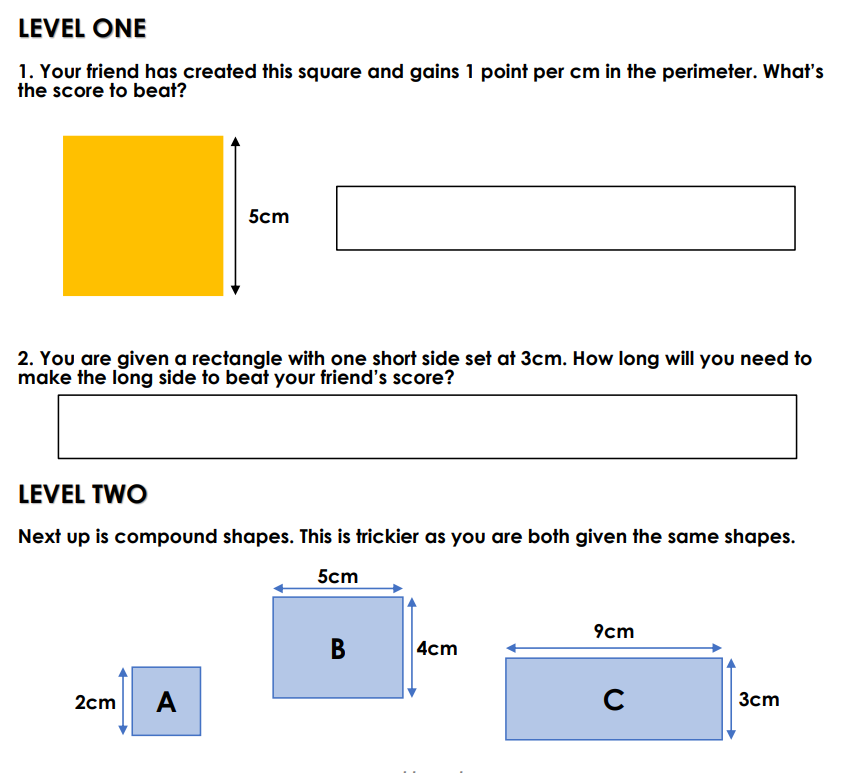 LEVEL ONE
1. Your friend has created this square and gains 1 point per cm in the perimeter. What's
the score to beat?
5cm
2. You are given a rectangle with one short side set at 3cm. How long will you need to
make the long side to beat your friend's score?
LEVEL TWO
Next up is compound shapes. This is trickier as you are both given the same shapes.
5cm
9cm
B
4cm
2cm
A
C
3cm